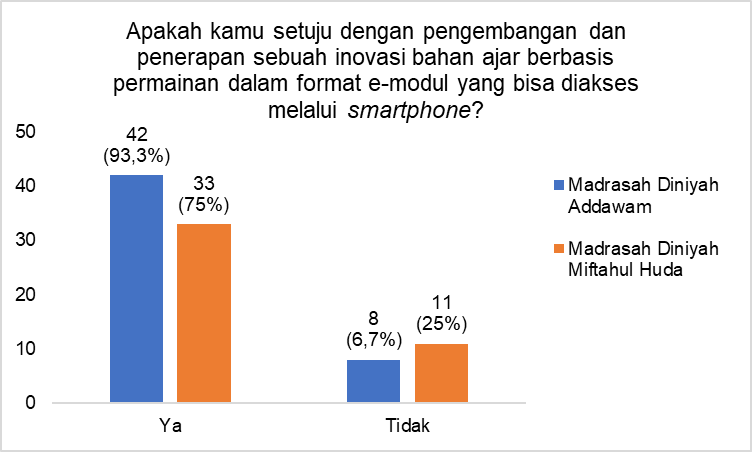 Apakah kamu setuju dengan pengembangan dan
penerapan sebuah inovasi bahan ajar berbasis
permainan dalam format e-modul yang bisa diakses
melalui smartphone?
50
40
30
20
10
0
42
(93,3%)
33
(75%)
8
(6,7%)
11
(25%)
Ya
Tidak
Madrasah Diniyah
Addawam
Madrasah Diniyah
Miftahul Huda